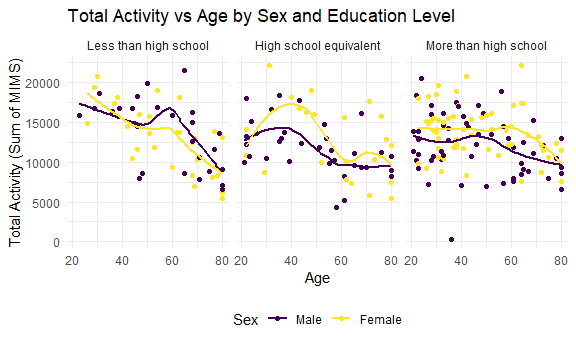 Total Activity vs Age by Sex and Education Level
Less than high school
High school equivalent
More than high school
Total Activity (Sum of MIMS)
20000
15000
10000
5000
0
20 40 60 80
20 40 60 80
20 40 60 80
Age
Sex Male Female